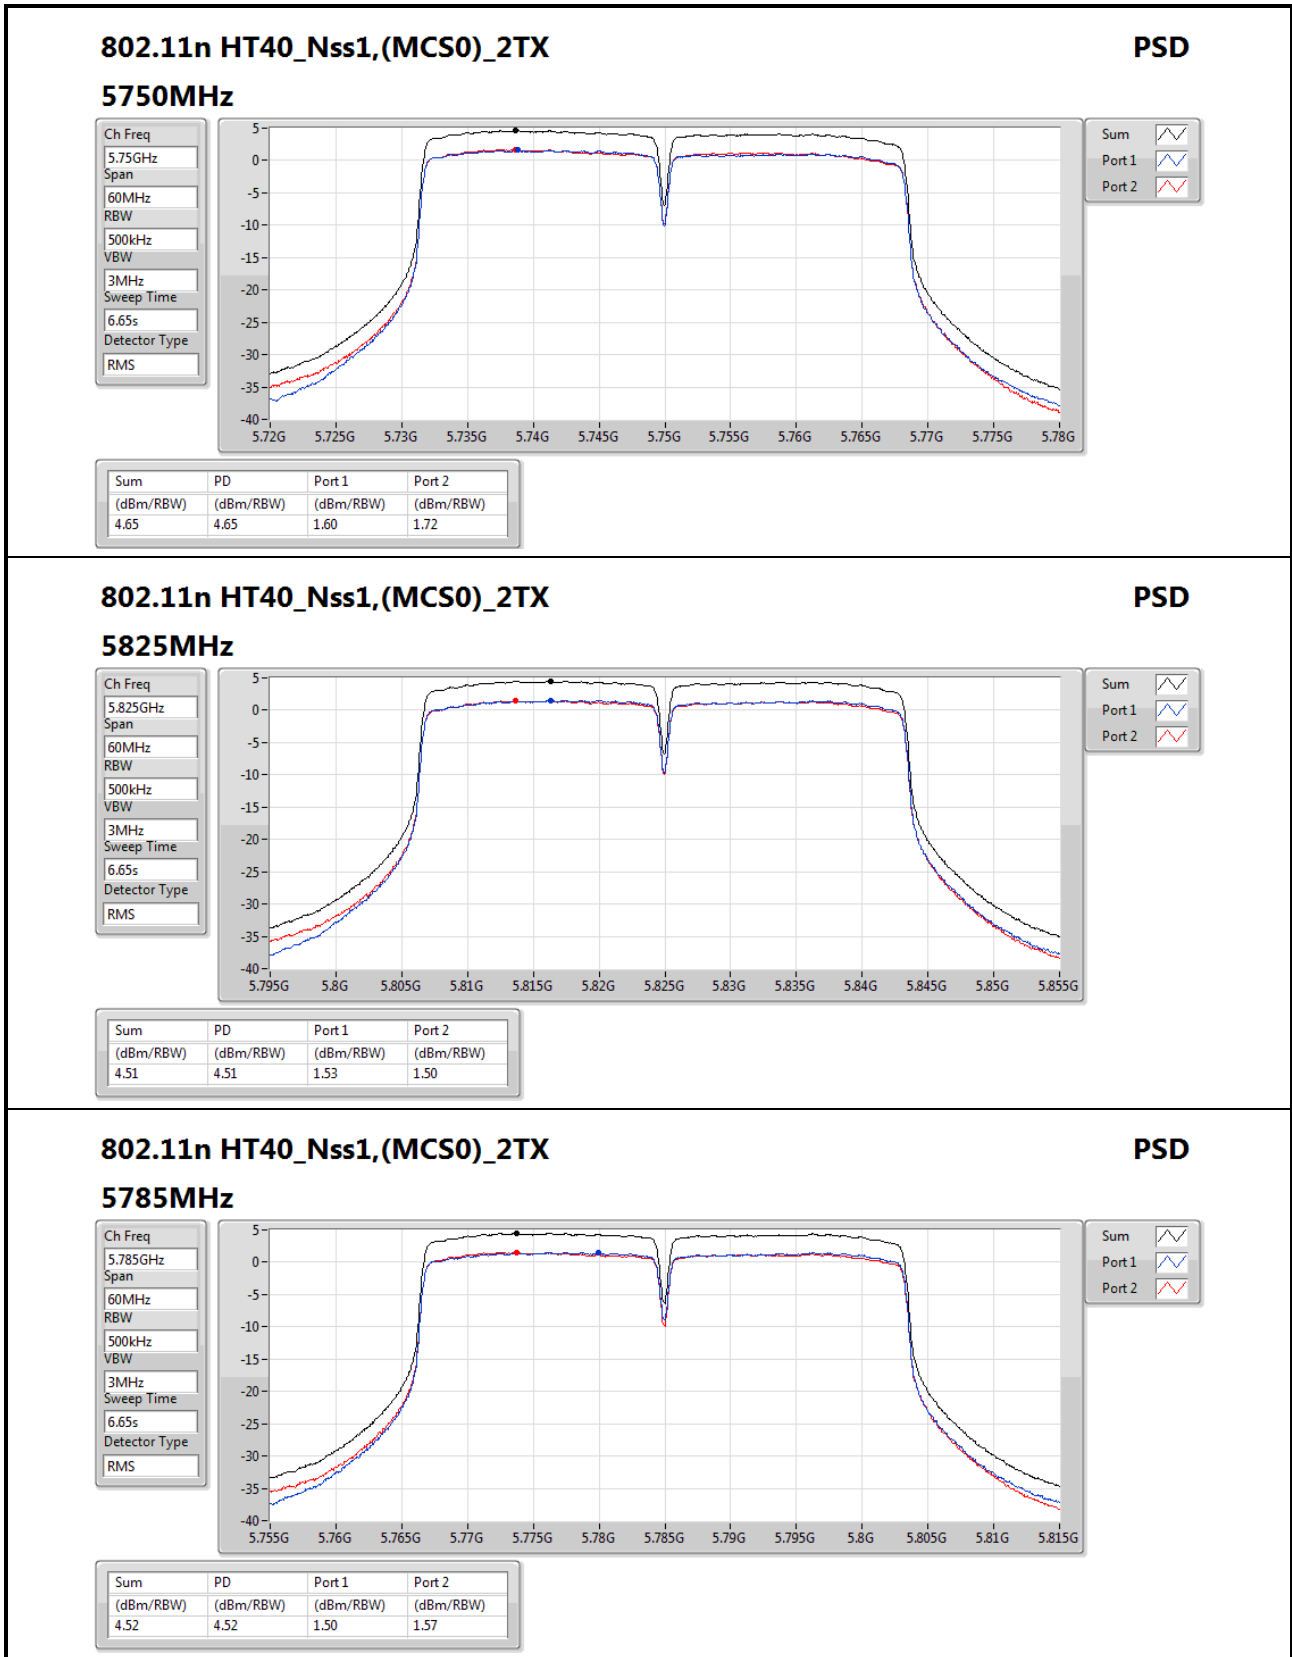 802.11n HT40_Nss1,(MCS0)_2TX PSD
5750MHz
Ch Freq
5.75GHz
Span
60MHz
RBW
500kHz
VBW
3MHz
Sweep Time
6.65s
Detector Type
RMS
5
0
-5
-10
-15
-20
-25
-30
-35
-40
5.72G 5.725G 5.73G 5.735G 5.74G 5.745G 5.75G 5.755G 5.76G 5.765G 5.77G 5.775G 5.78G
Sum
Port 1
Port 2
Sum PD Port 1 Port 2
(dBm/RBW) (dBm/RBW) (dBm/RBW) (dBm/RBW)
4.65 4.65 1.60 1.72
802.11n HT40_Nss1,(MCS0)_2TX PSD
5825MHz
Ch Freq
5.825GHz
Span
60MHz
RBW
500kHz
VBW
3MHz
Sweep Time
6.65s
Detector Type
RMS
5
0
-5
-10
-15
-20
-25
-30
-35
-40
5.795G 5.8G 5.805G 5.81G 5.815G 5.82G 5.825G 5.83G 5.835G 5.84G 5.845G 5.85G 5.855G
Sum
Port 1
Port 2
Sum PD Port 1 Port 2
(dBm/RBW) (dBm/RBW) (dBm/RBW) (dBm/RBW)
4.51 4.51 1.53 1.50
802.11n HT40_Nss1,(MCS0)_2TX PSD
5785MHz
Ch Freq
5.785GHz
Span
60MHz
RBW
500kHz
VBW
3MHz
Sweep Time
6.65s
Detector Type
RMS
5
0
-5
-10
-15
-20
-25
-30
-35
-40
5.755G 5.76G 5.765G 5.77G 5.775G 5.78G 5.785G 5.79G 5.795G 5.8G 5.805G 5.81G 5.815G
Sum
Port 1
Port 2
Sum PD Port 1 Port 2
(dBm/RBW) (dBm/RBW) (dBm/RBW) (dBm/RBW)
4.52 4.52 1.50 1.57